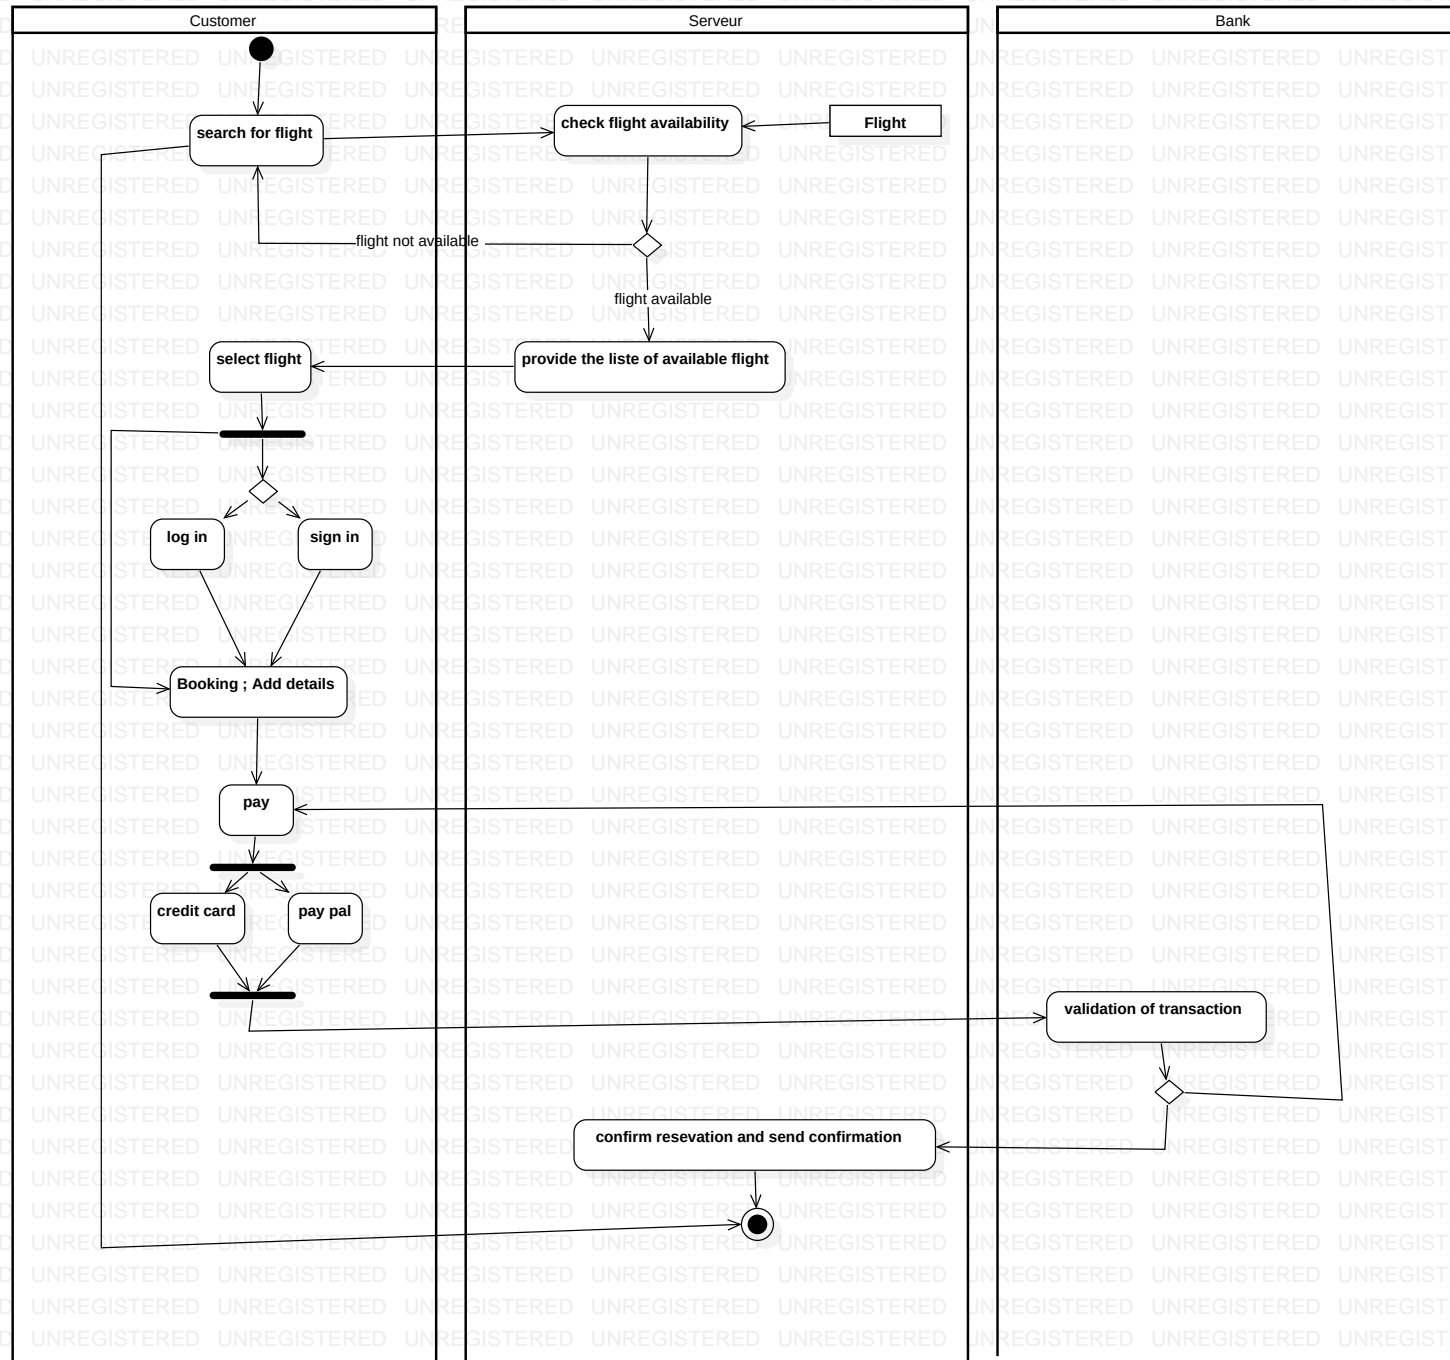 Customer
Serveur
Bank
search for flight
check flight availability
Flight
flight not available
flight available
select flight
provide the liste of available flight
log in
sign in
Booking ; Add details
pay
credit card
pay pal
validation of transaction
confirm resevation and send confirmation
UNREGISTERED